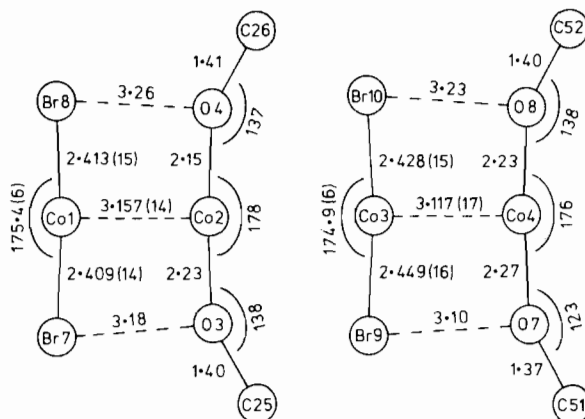 C26
1·41
Br8
3·26
O4
137
2·413(15)
2·15
175·4(6)
Co1
3·157(14)
Co2
178
2·409(14)
2·23
Br7
3·18
O3
138
1·40
C25
C52
1·40
Br10
3·23
O8
138
2·428(15)
2·23
174·9(6)
Co3
3·117(17)
Co4
176
2·449(16)
2·27
Br9
3·10
O7
123
1·37
C51